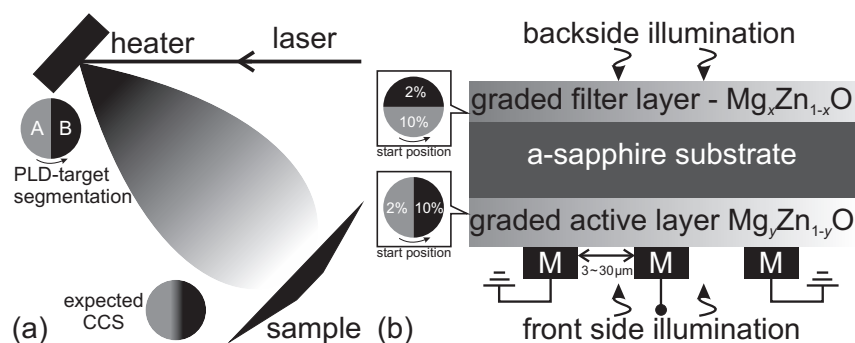 heater
laser
A B
PLD-target
segmentation
expected
CCS
sample
(a)
backside illumination
2%
10%
start position
graded filter layer - MgₓZn₁₋ₓO
a-sapphire substrate
2% 10%
start position
graded active layer MgyZn1-yO
M M M
3~30µm
front side illumination
(b)